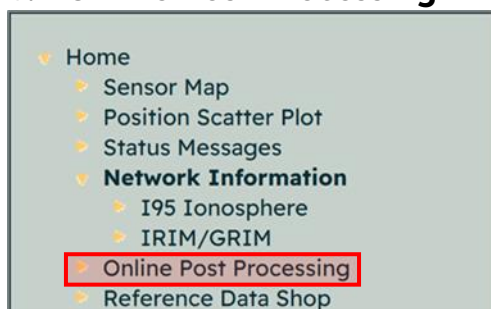 Home
Sensor Map
Position Scatter Plot
Status Messages
Network Information
I95 Ionosphere
IRIM/GRIM
Online Post Processing
Reference Data Shop